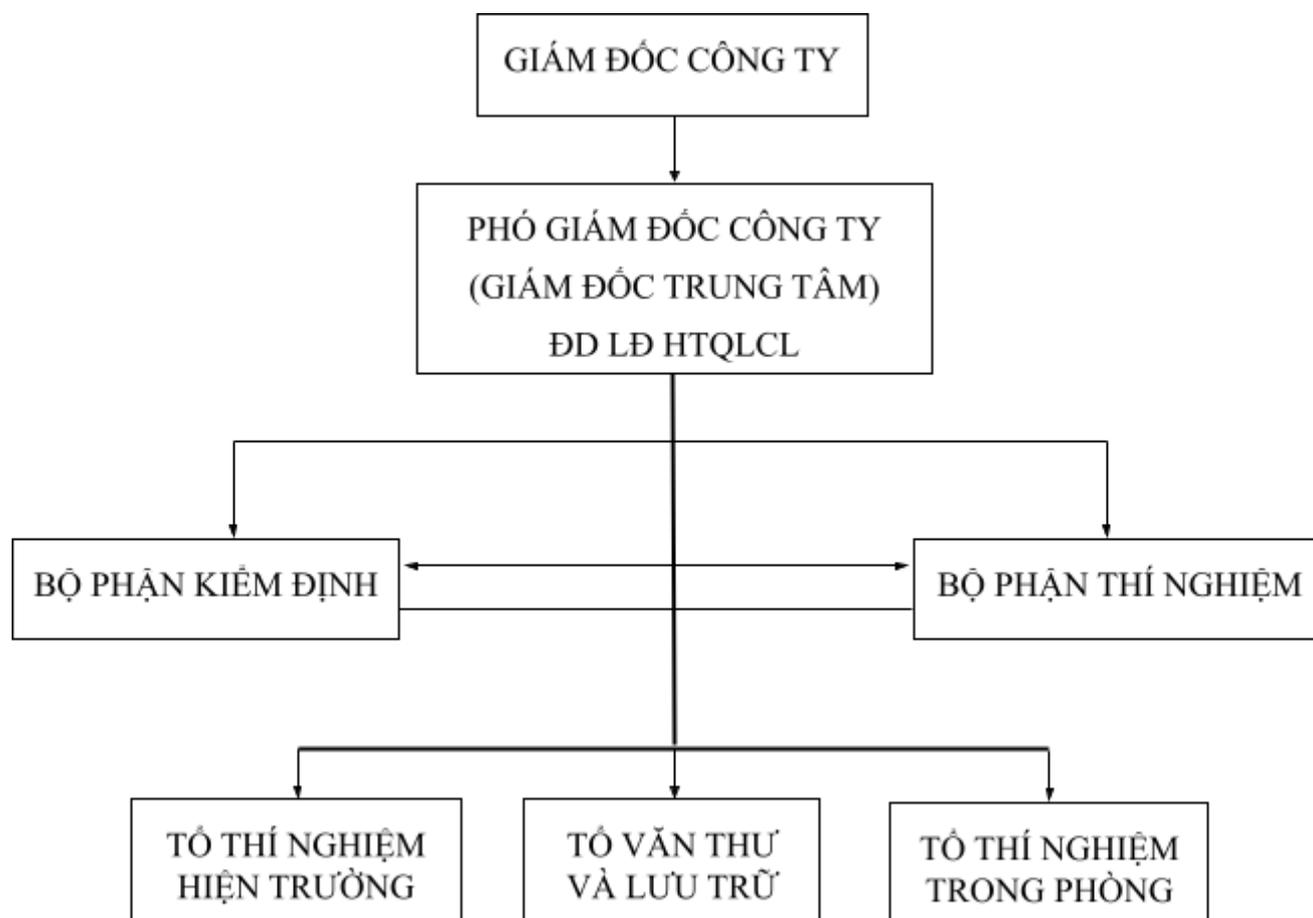 GIÁM ĐỐC CÔNG TY
PHÓ GIÁM ĐỐC CÔNG TY
(GIÁM ĐỐC TRUNG TÂM)
ĐD LĐ HTQLCL
BỘ PHẬN KIỂM ĐỊNH
BỘ PHẬN THÍ NGHIỆM
TỔ THÍ NGHIỆM
HIỆN TRƯỜNG
TỔ VĂN THƯ
VÀ LƯU TRỮ
TỔ THÍ NGHIỆM
TRONG PHÒNG